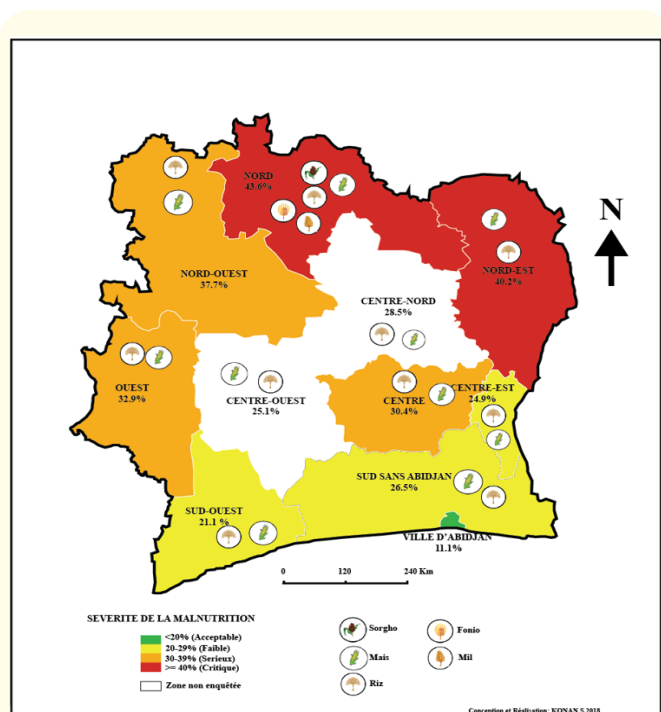 NORD
43.6%
N
NORD-EST
40.2%
NORD-OUEST
37.7%
CENTRE-NORD
28.5%
OUEST
32.9%
CENTRE-OUEST
25.1%
CENTRE
30.4%
CENTRE-EST
24.9%
SUD SANS ABIDJAN
26.5%
SUD-OUEST
21.1 %
VILLE D'ABIDJAN
11.1%
0 120 240 Km
SEVERITE DE LA MALNUTRITION
<20% (Acceptable)
20-29% (Faible)
30-39% (Serieux)
>= 40% (Critique)
Zone non enquêtée
Sorgho
Fonio
Mais
Mil
Riz
Conception et Réalisation: KONAN S 2018